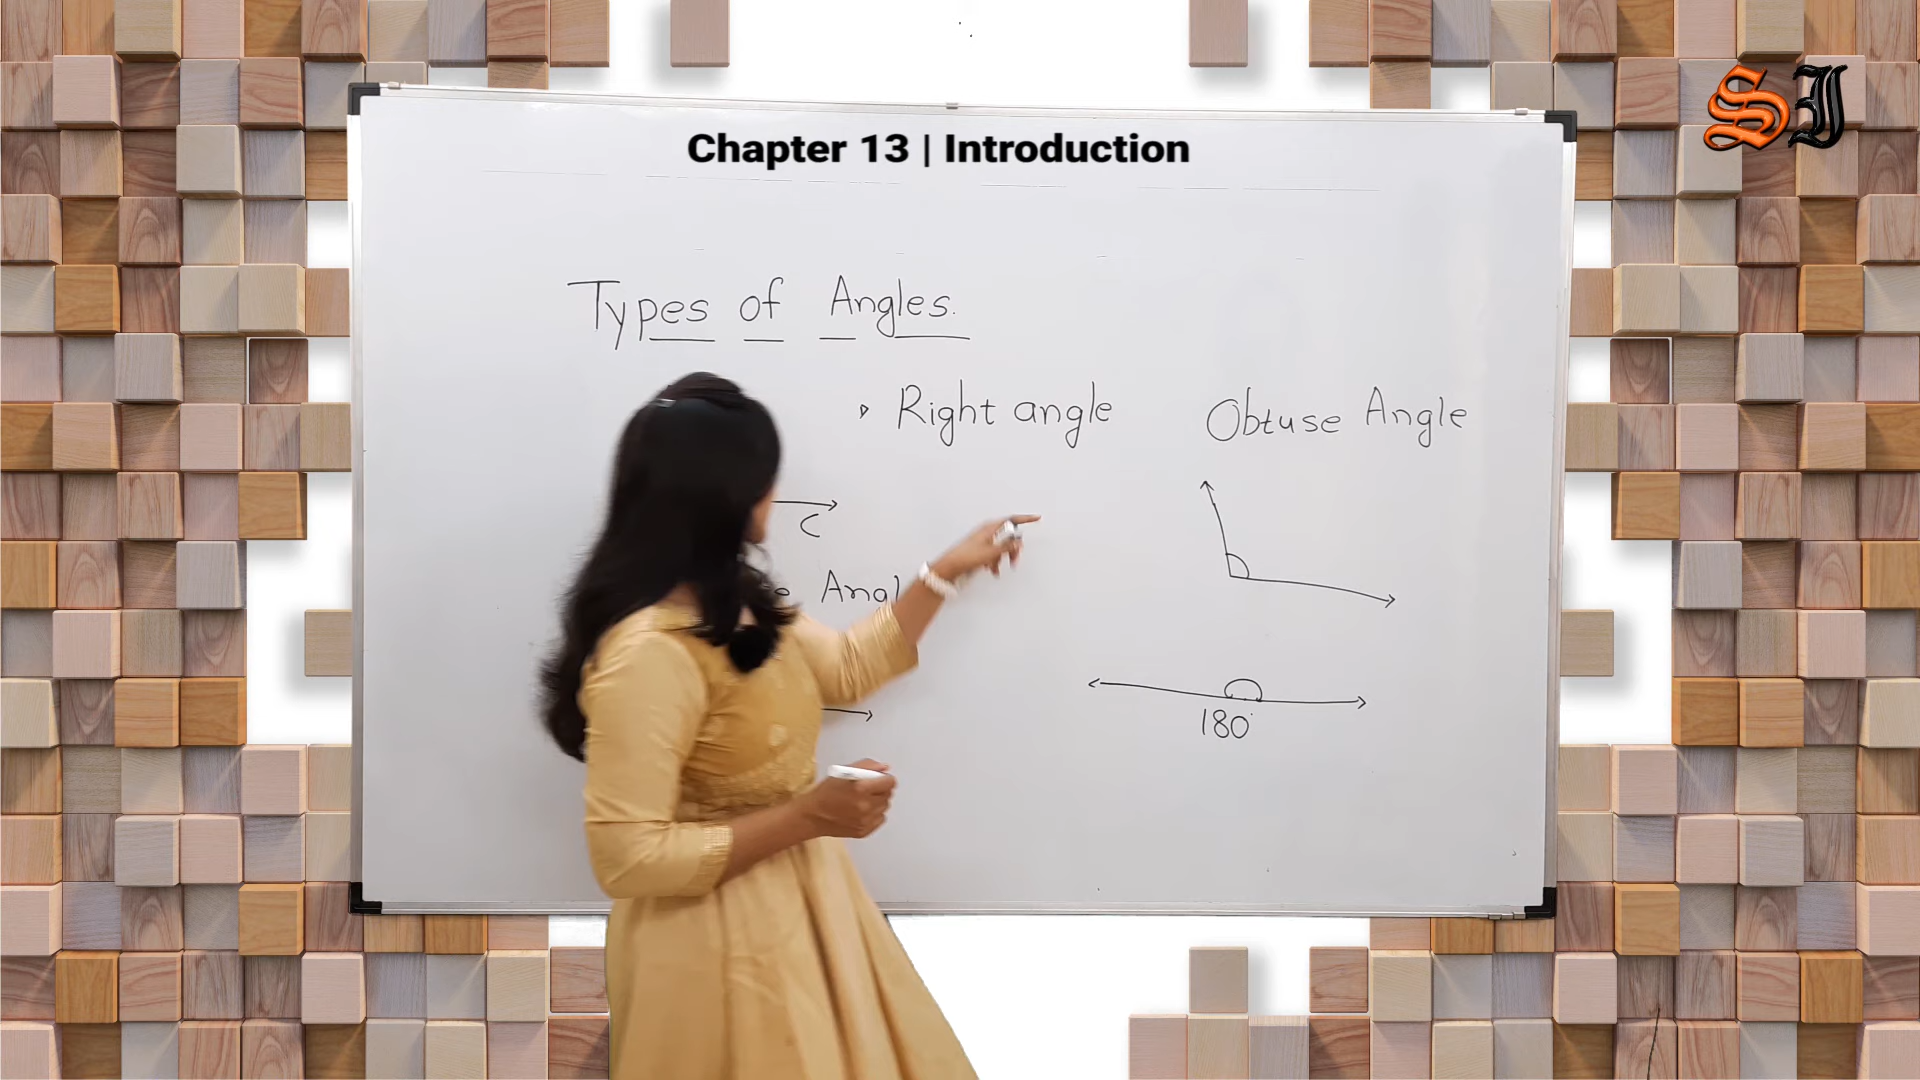 SJ
Chapter 13 | Introduction
Types of Angles.
Right angle
Obtuse Angle
C
180°